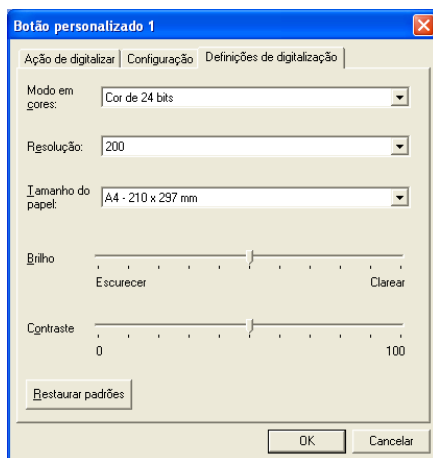 Botão personalizado 1
Ação de digitalizar Configuração Definições de digitalização
Modo em
cores:
Cor de 24 bits
Resolução:
200
Tamanho do
papel:
A4 - 210 x 297 mm
Brilho
Escurecer Clarear
Contraste
0 100
Restaurar padrões
OK Cancelar